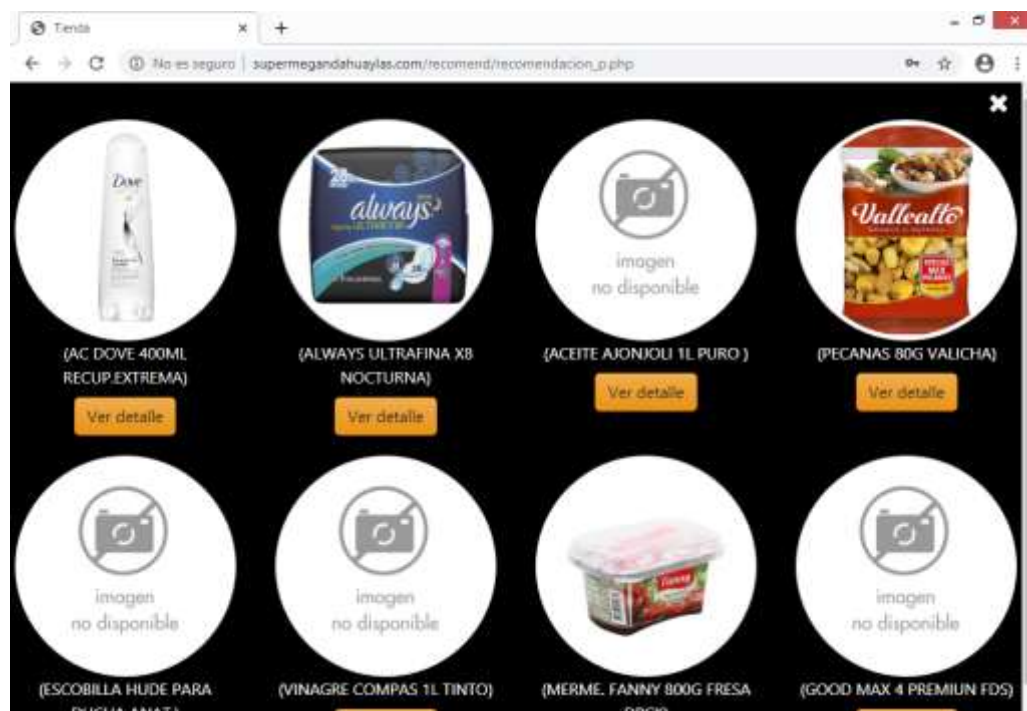 Tienda
No es seguro | supermegandahuaylas.com/recomend/recomendacion_p.php
Dove
28
always
Vallealto
imagen
no disponible
(AC DOVE 400ML
RECUP.EXTREMA)
(ALWAYS ULTRAFINA X8
NOCTURNA)
(ACEITE AJONJOLI 1L PURO )
(PECANAS 80G VALICHA)
Ver detalle
Ver detalle
Ver detalle
Ver detalle
imagen
no disponible
imagen
no disponible
Fanny
imagen
no disponible
(ESCOBILLA HUDE PARA
(VINAGRE COMPAS 1L TINTO)
(MERME. FANNY 800G FRESA
(GOOD MAX 4 PREMIUN FDS)